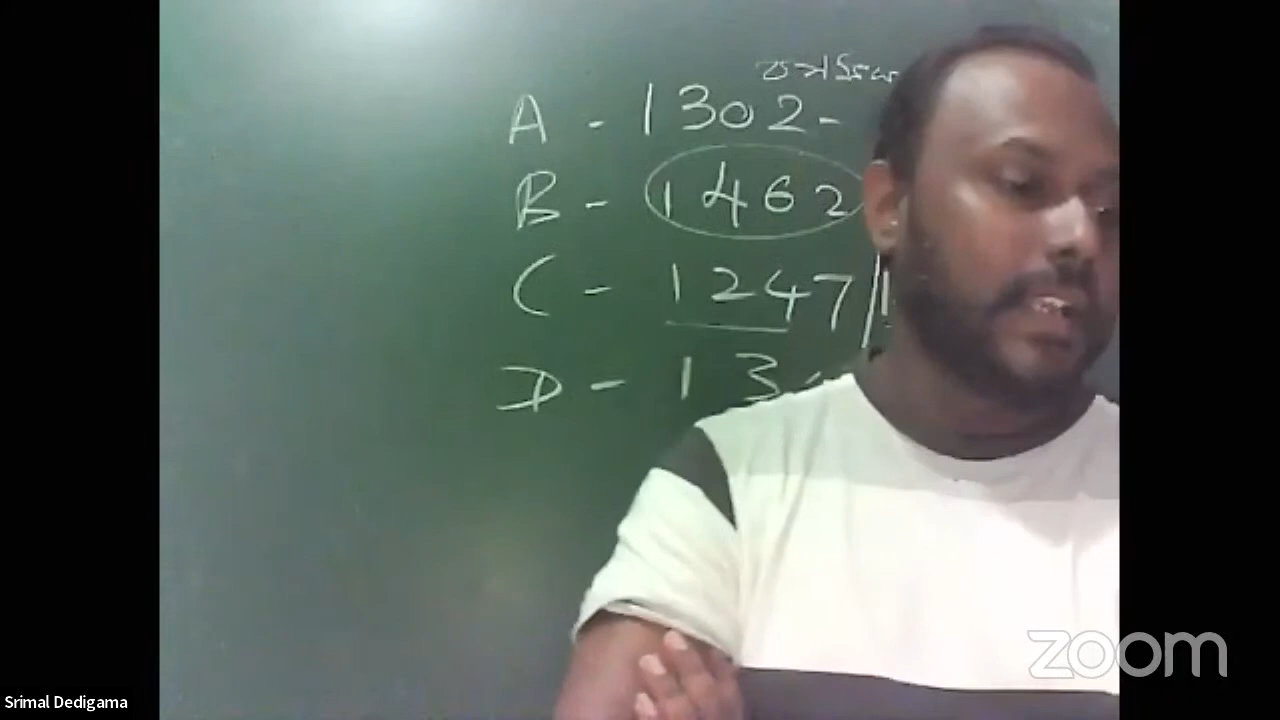 A - 1302 -
B - 1462
C - 1247
D - 13
zoom
Srimal Dedigama